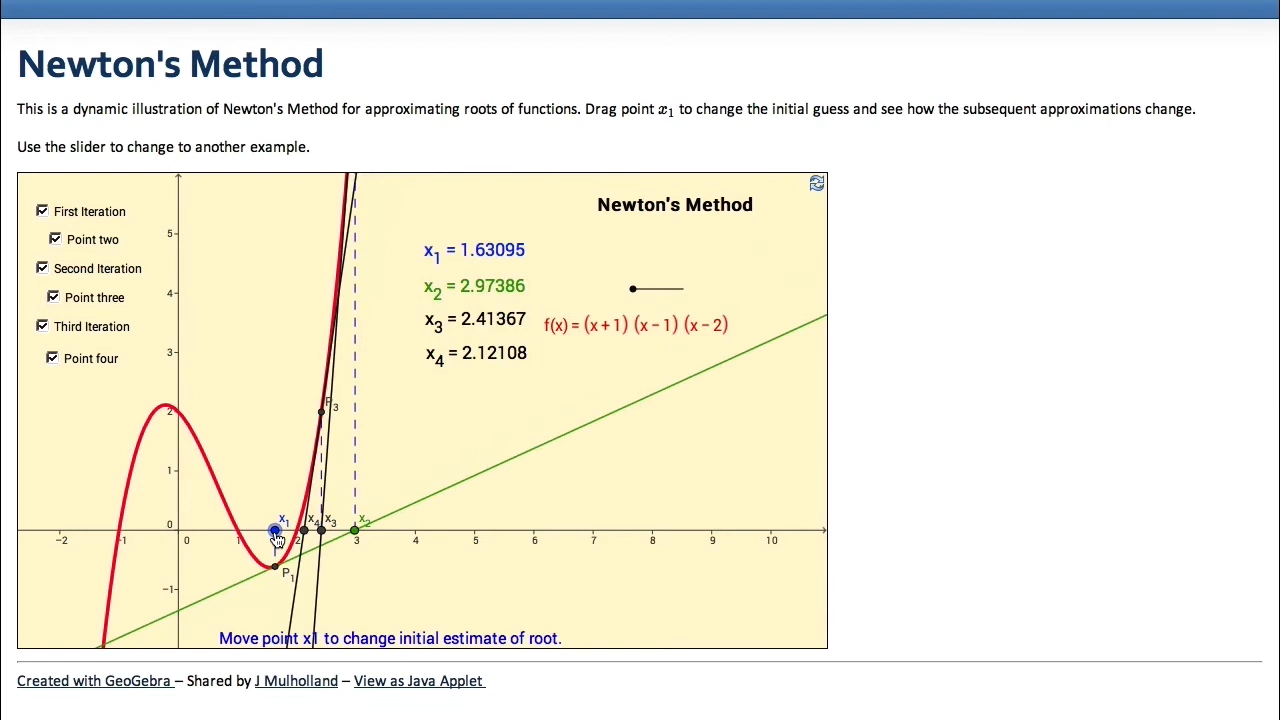 Newton's Method
This is a dynamic illustration of Newton's Method for approximating roots of functions. Drag point x₁ to change the initial guess and see how the subsequent approximations change.
Use the slider to change to another example.
First Iteration
Point two
Second Iteration
Point three
Third Iteration
Point four
Newton's Method
x₁ = 1.63095
x₂ = 2.97386
x₃ = 2.41367
x₄ = 2.12108
f(x) = (x + 1) (x − 1) (x − 2)
5
4
3
2
1
0
−1
P₃
x₁
x₄
x₃
x₂
−2
−1
0
1
2
3
4
5
6
7
8
9
10
P₁
Move point x1 to change initial estimate of root.
Created with GeoGebra – Shared by J Mulholland – View as Java Applet